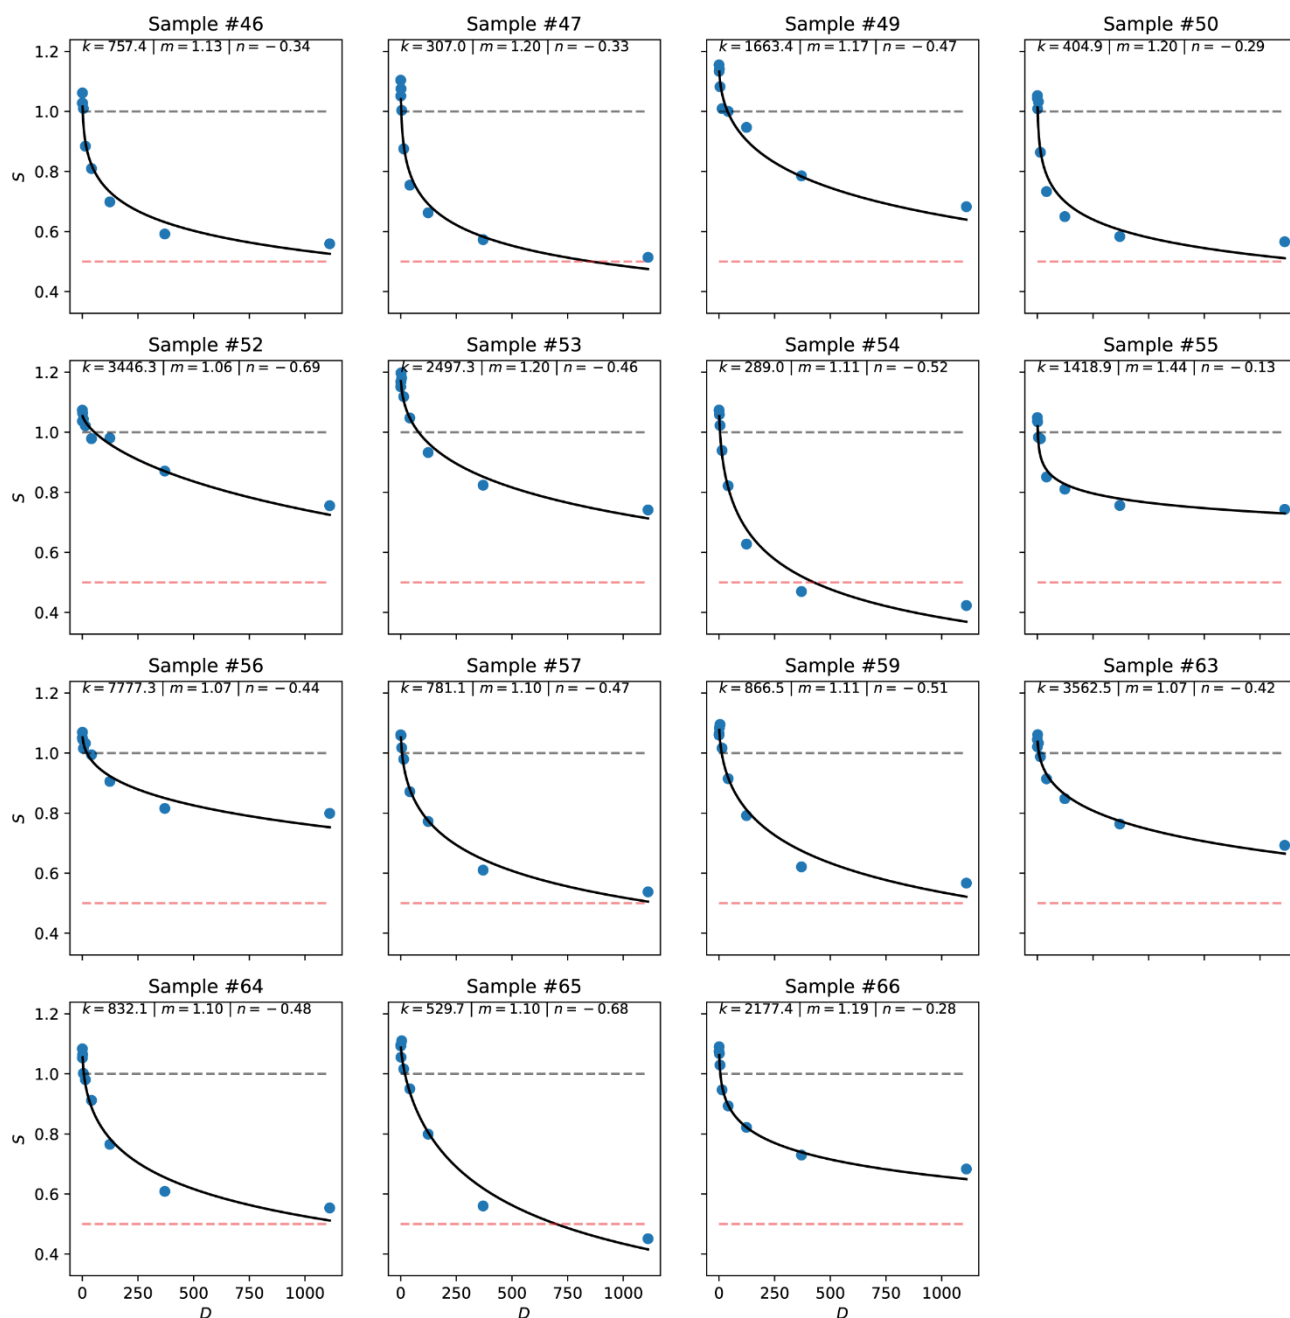 Sample #46
k = 757.4 | m = 1.13 | n = −0.34
1.2
1.0
0.8
0.6
0.4
S
Sample #47
k = 307.0 | m = 1.20 | n = −0.33
Sample #49
k = 1663.4 | m = 1.17 | n = −0.47
Sample #50
k = 404.9 | m = 1.20 | n = −0.29
Sample #52
k = 3446.3 | m = 1.06 | n = −0.69
1.2
1.0
0.8
0.6
0.4
S
Sample #53
k = 2497.3 | m = 1.20 | n = −0.46
Sample #54
k = 289.0 | m = 1.11 | n = −0.52
Sample #55
k = 1418.9 | m = 1.44 | n = −0.13
Sample #56
k = 7777.3 | m = 1.07 | n = −0.44
1.2
1.0
0.8
0.6
0.4
S
Sample #57
k = 781.1 | m = 1.10 | n = −0.47
Sample #59
k = 866.5 | m = 1.11 | n = −0.51
Sample #63
k = 3562.5 | m = 1.07 | n = −0.42
Sample #64
k = 832.1 | m = 1.10 | n = −0.48
1.2
1.0
0.8
0.6
0.4
S
0 250 500 750 1000
D
Sample #65
k = 529.7 | m = 1.10 | n = −0.68
0 250 500 750 1000
D
Sample #66
k = 2177.4 | m = 1.19 | n = −0.28
0 250 500 750 1000
D